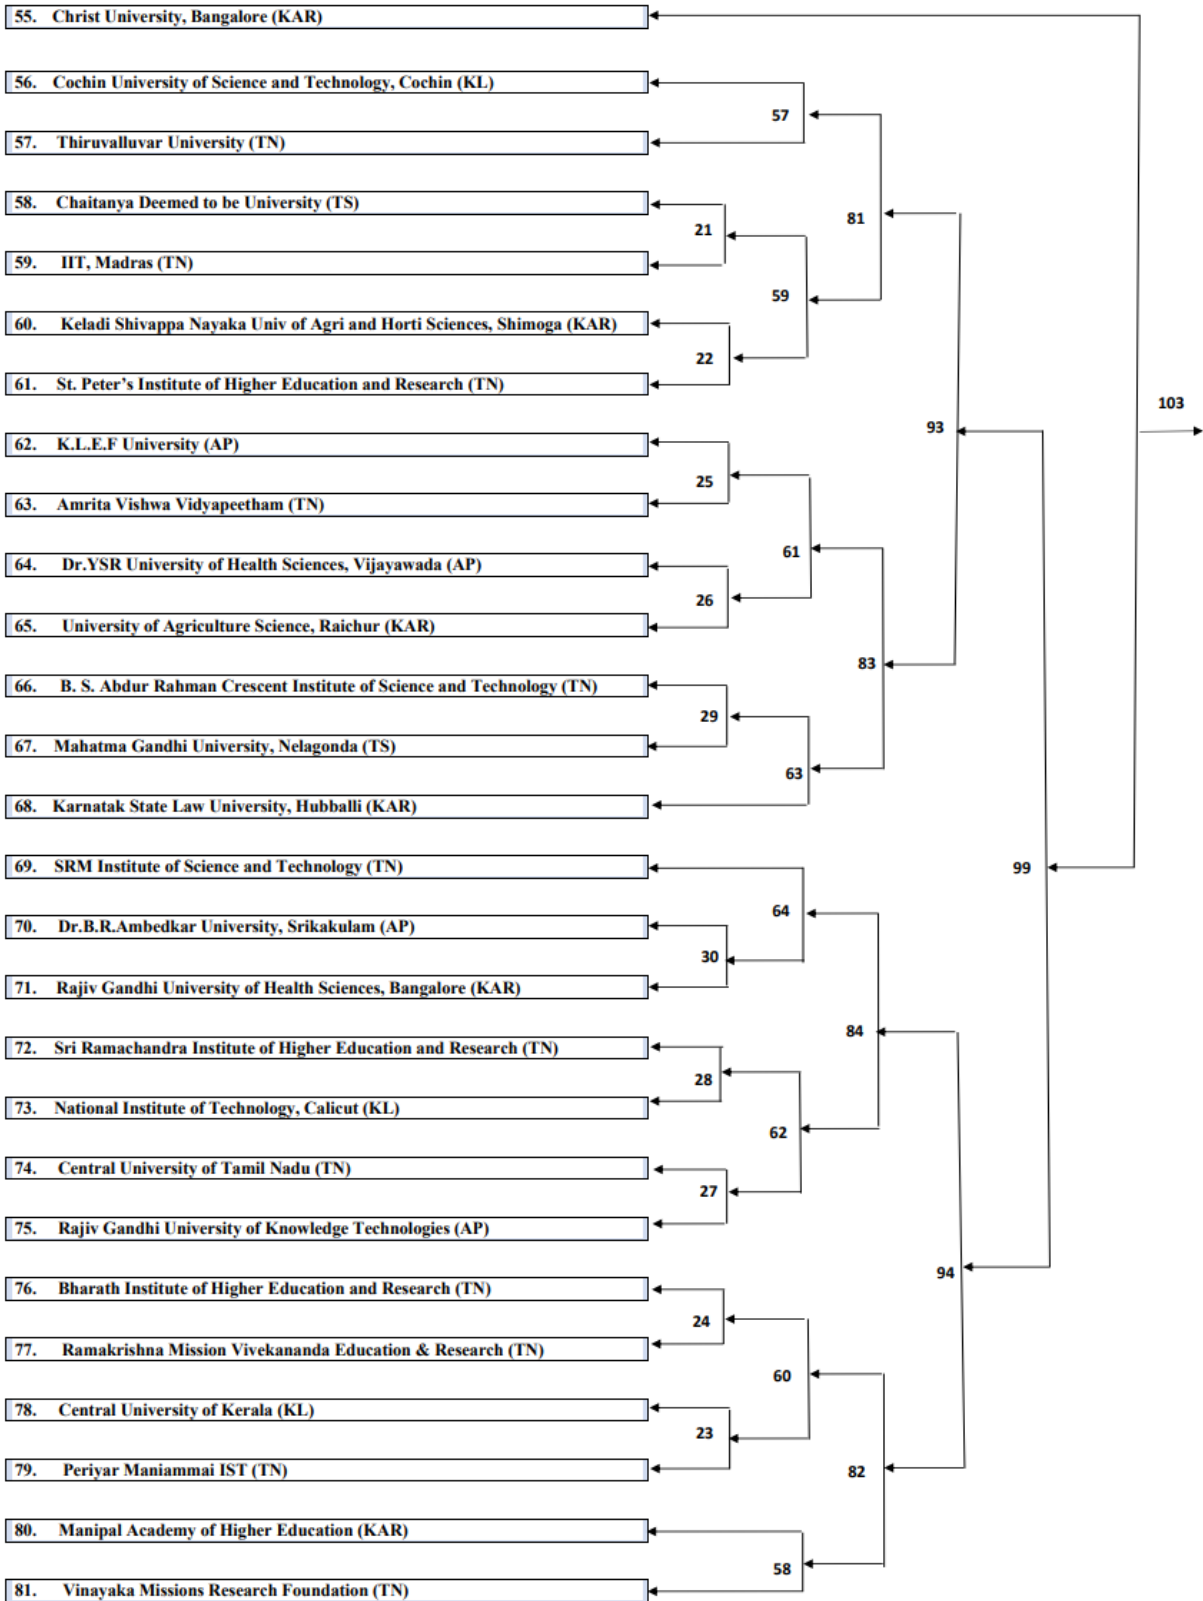 55. Christ University, Bangalore (KAR)
56. Cochin University of Science and Technology, Cochin (KL)
57
57. Thiruvalluvar University (TN)
58. Chaitanya Deemed to be University (TS)
81
21
59. IIT, Madras (TN)
59
60. Keladi Shivappa Nayaka Univ of Agri and Horti Sciences, Shimoga (KAR)
22
61. St. Peter's Institute of Higher Education and Research (TN)
103
93
62. K.L.E.F University (AP)
25
63. Amrita Vishwa Vidyapeetham (TN)
61
64. Dr.YSR University of Health Sciences, Vijayawada (AP)
26
65. University of Agriculture Science, Raichur (KAR)
83
66. B. S. Abdur Rahman Crescent Institute of Science and Technology (TN)
29
67. Mahatma Gandhi University, Nelagonda (TS)
63
68. Karnatak State Law University, Hubballi (KAR)
69. SRM Institute of Science and Technology (TN)
99
64
70. Dr.B.R.Ambedkar University, Srikakulam (AP)
30
71. Rajiv Gandhi University of Health Sciences, Bangalore (KAR)
84
72. Sri Ramachandra Institute of Higher Education and Research (TN)
28
73. National Institute of Technology, Calicut (KL)
62
74. Central University of Tamil Nadu (TN)
27
75. Rajiv Gandhi University of Knowledge Technologies (AP)
94
76. Bharath Institute of Higher Education and Research (TN)
24
77. Ramakrishna Mission Vivekananda Education & Research (TN)
60
78. Central University of Kerala (KL)
23
79. Periyar Maniammai IST (TN)
82
80. Manipal Academy of Higher Education (KAR)
58
81. Vinayaka Missions Research Foundation (TN)